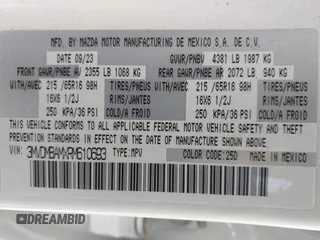 MFD. BY MAZDA MOTOR MANUFACTURING DE MEXICO S.A. DE C.V.
DATE 09/23 GVWR/PNBV 4381 LB 1987 KG
FRONT GAWR/PNBE AV 2355 LB 1068 KG REAR GAWR/PNBE AR 2072 LB 940 KG
WITH/AVEC 215/65R16 98H TIRES/PNEUS WITH/AVEC 215/65R16 98H TIRES/PNEUS
16X6 1/2J RIMS/JANTES 16X6 1/2J RIMS/JANTES
250 KPA/36 PSI COLD/A FROID 250 KPA/36 PSI COLD/A FROID
THIS VEHICLE CONFORMS TO ALL APPLICABLE FEDERAL MOTOR VEHICLE SAFETY AND THEFT
PREVENTION STANDARDS IN EFFECT ON THE DATE OF MANUFACTURE SHOWN ABOVE.
VIN: 3MVDMBAMXRM610693 TYPE: MPV COLOR CODE: 25D MADE IN MEXICO